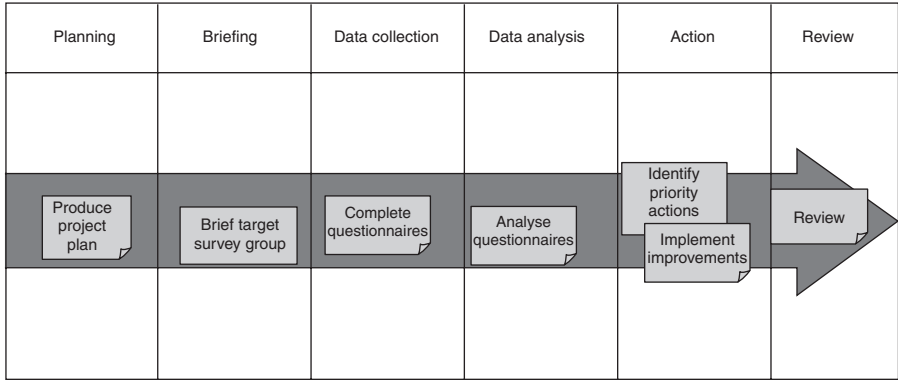 Planning
Briefing
Data collection
Data analysis
Action
Review
Produce
project
plan
Brief target
survey group
Complete
questionnaires
Analyse
questionnaires
Identify
priority
actions
Implement
improvements
Review